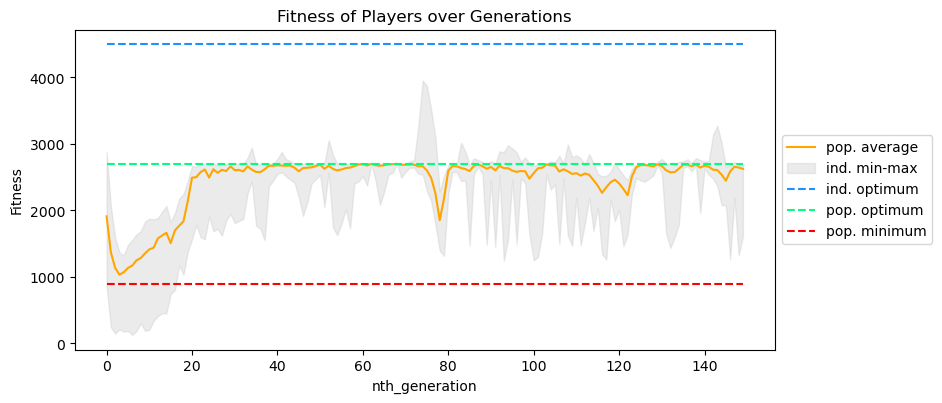 Fitness of Players over Generations
Fitness
4000
3000
2000
1000
0
0 20 40 60 80 100 120 140
nth_generation
pop. average
ind. min-max
ind. optimum
pop. optimum
pop. minimum